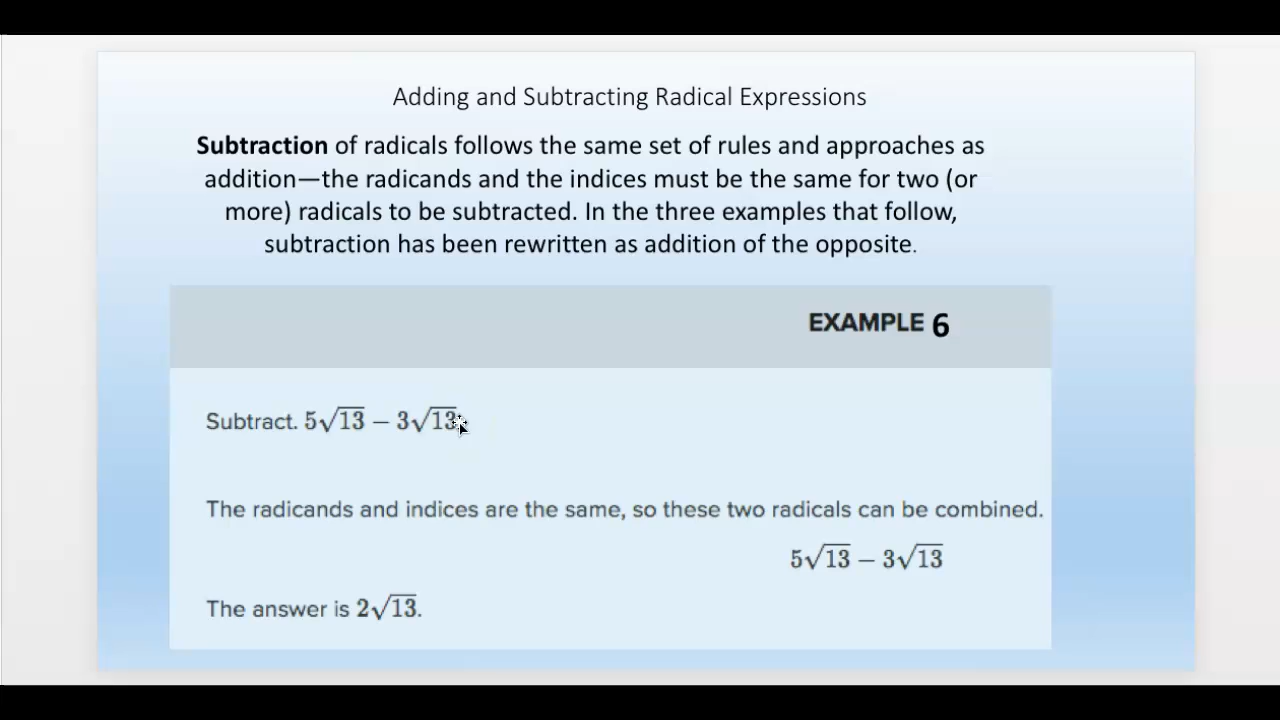 Adding and Subtracting Radical Expressions
Subtraction of radicals follows the same set of rules and approaches as
addition—the radicands and the indices must be the same for two (or
more) radicals to be subtracted. In the three examples that follow,
subtraction has been rewritten as addition of the opposite.
EXAMPLE 6
Subtract. 5√13 − 3√13
The radicands and indices are the same, so these two radicals can be combined.
5√13 − 3√13
The answer is 2√13.